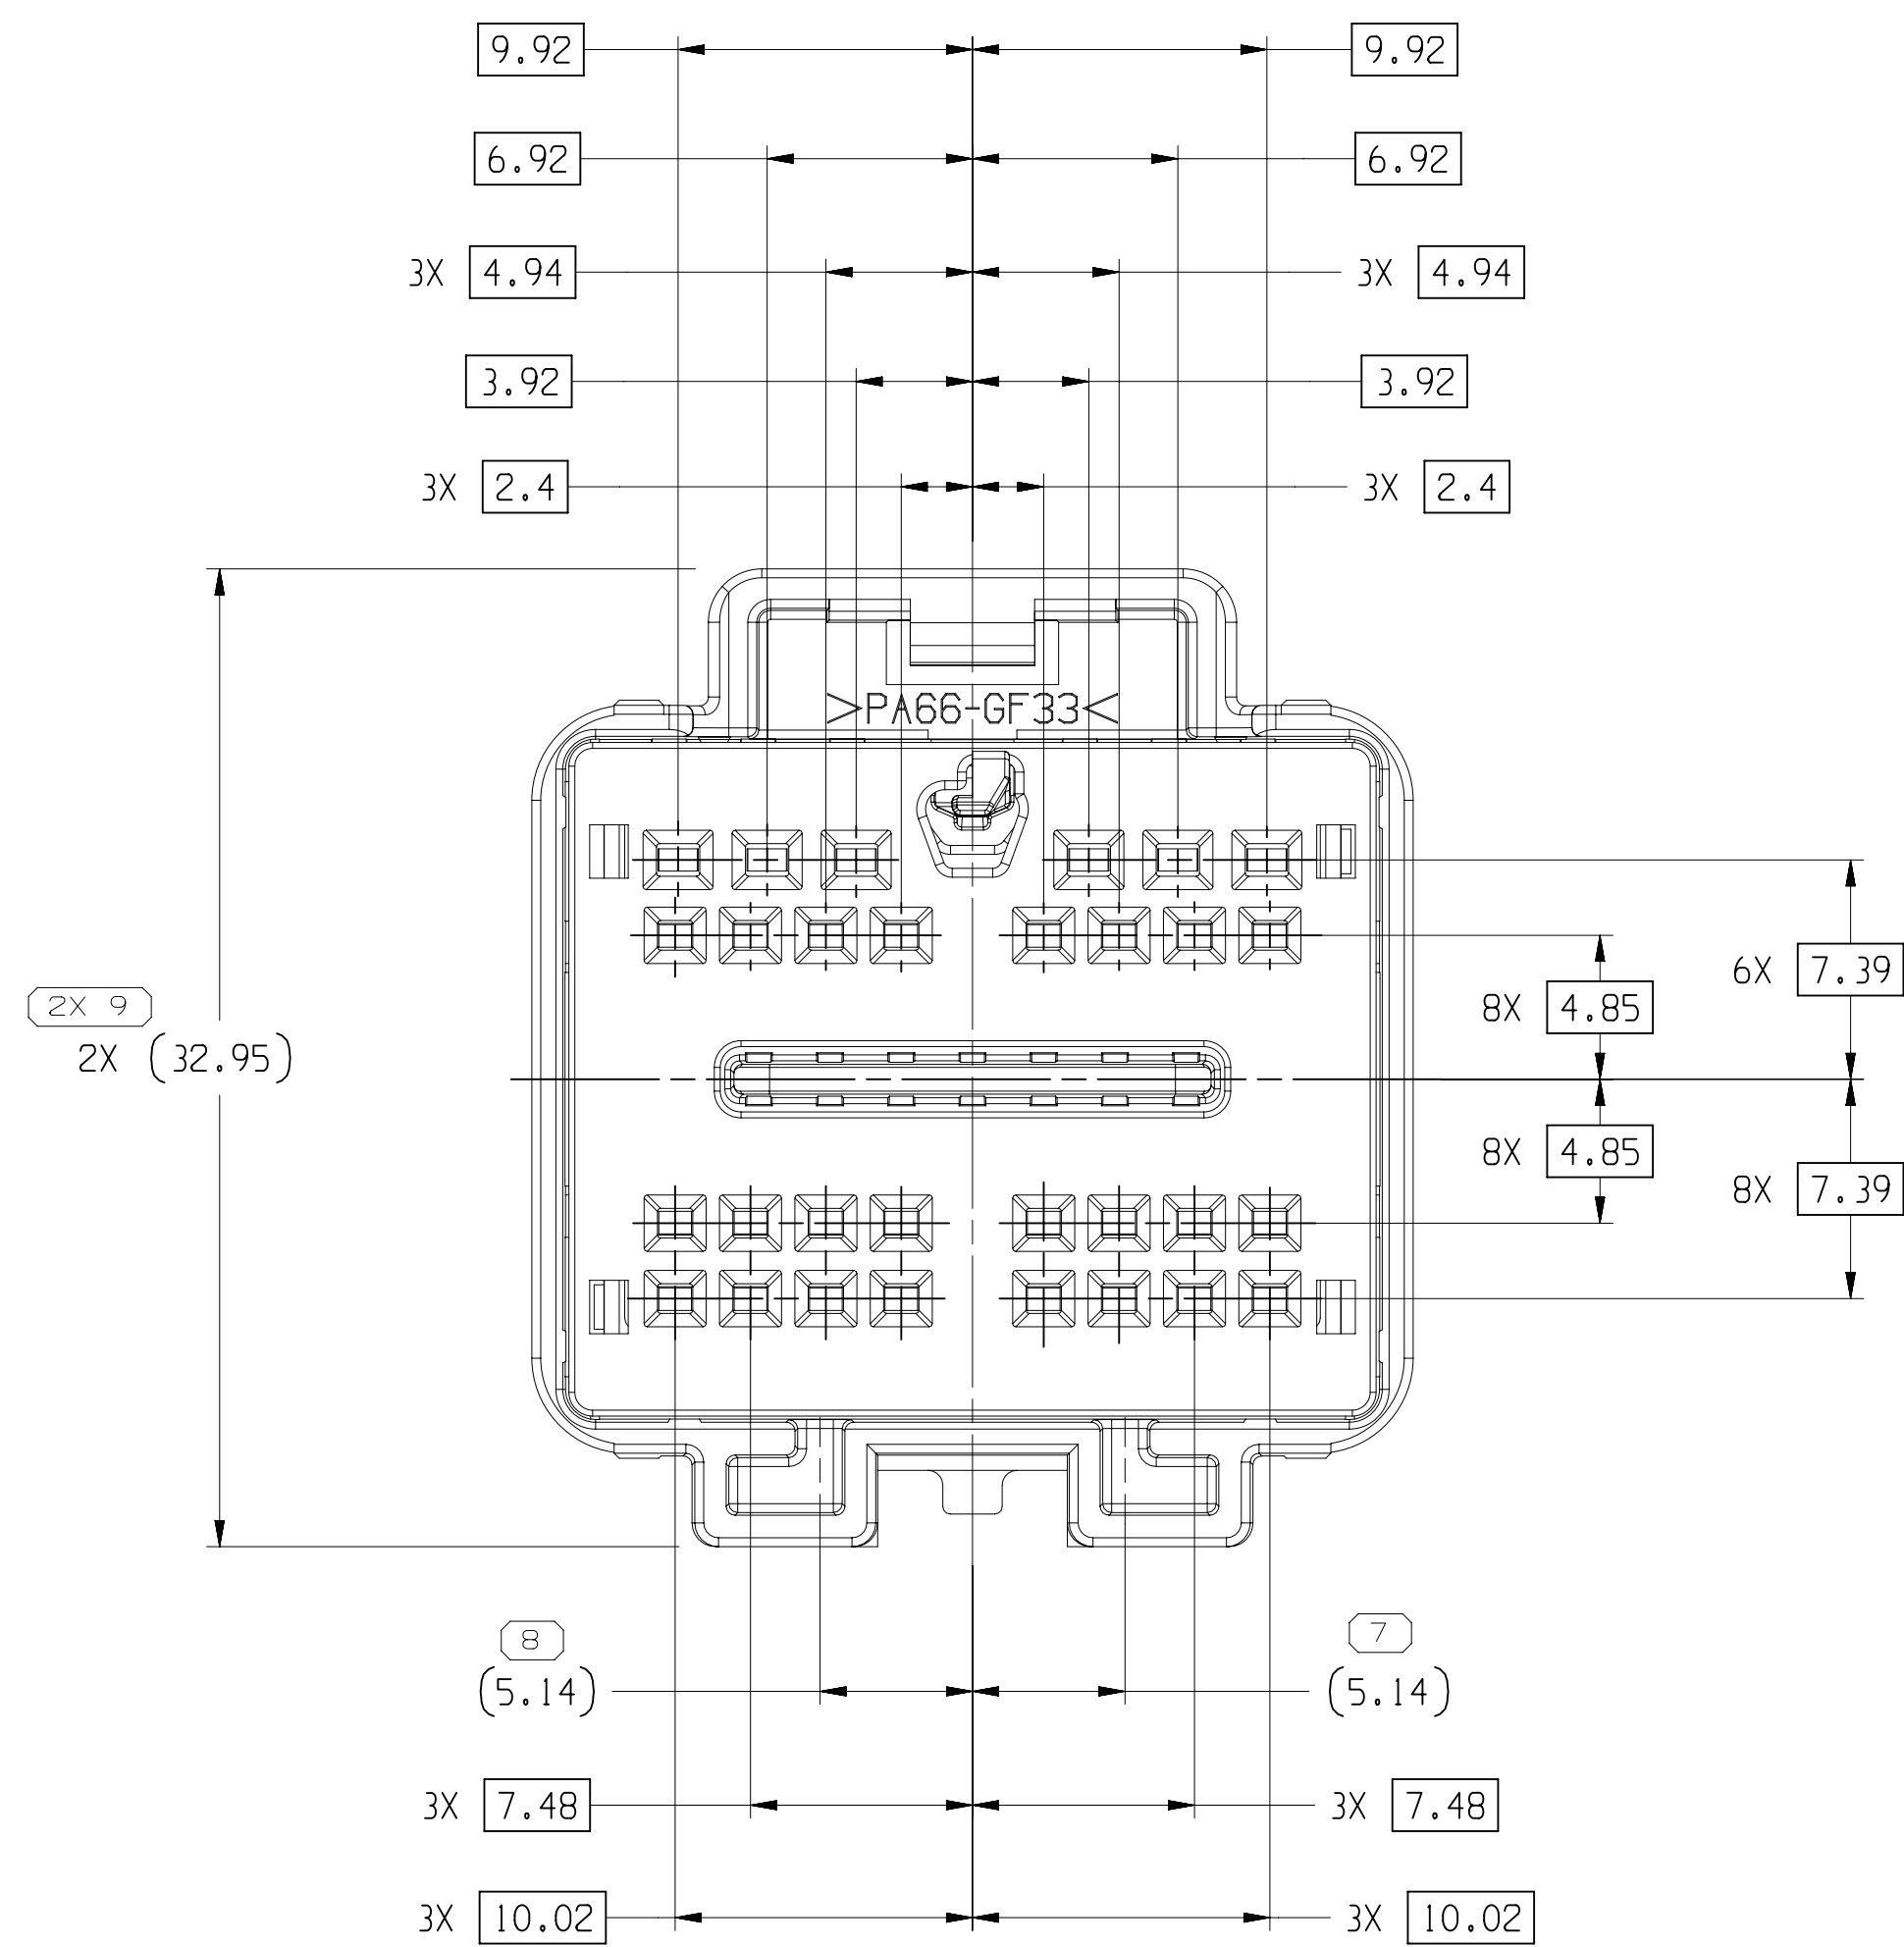 9.92 9.92
6.92 6.92
3X 4.94 3X 4.94
3.92 3.92
3X 2.4 3X 2.4
>PA66-GF33<
6X 7.39
8X 4.85
2X 9
2X (32.95)
8X 4.85
8X 7.39
8 7
(5.14) (5.14)
3X 7.48 3X 7.48
3X 10.02 3X 10.02